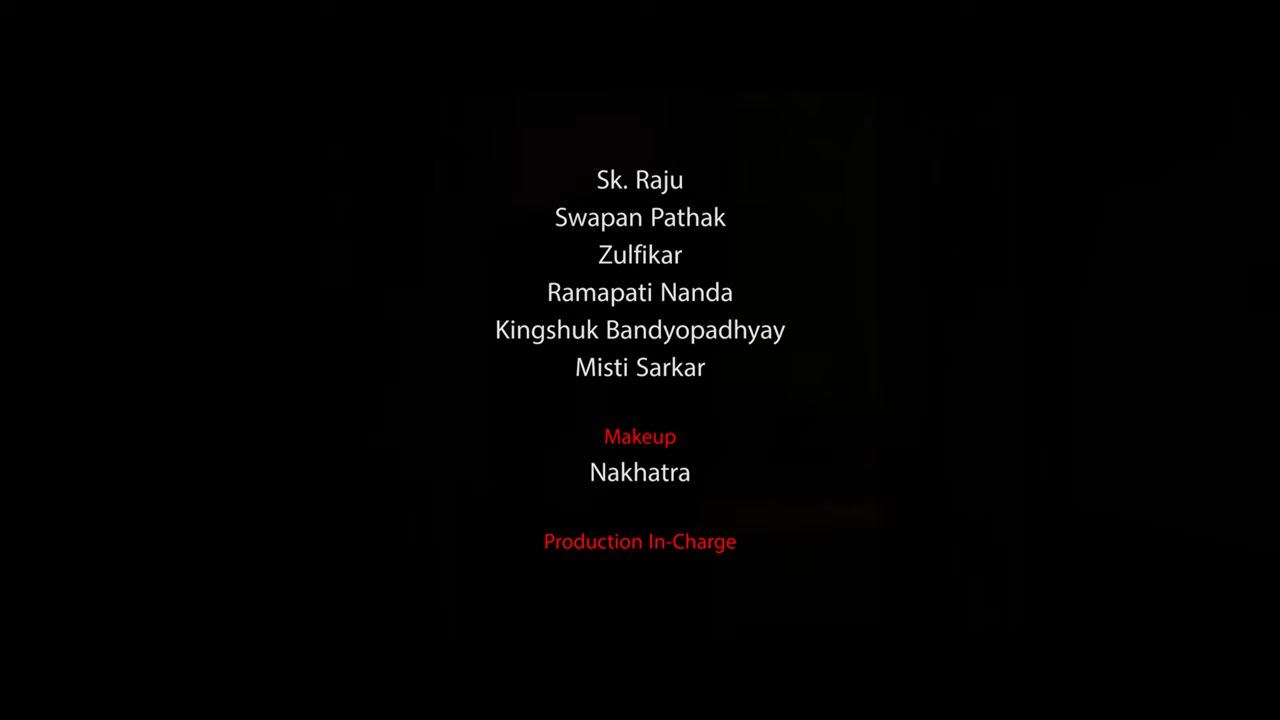 Sk. Raju
Swapan Pathak
Zulfikar
Ramapati Nanda
Kingshuk Bandyopadhyay
Misti Sarkar
Makeup
Nakhatra
Production In-Charge